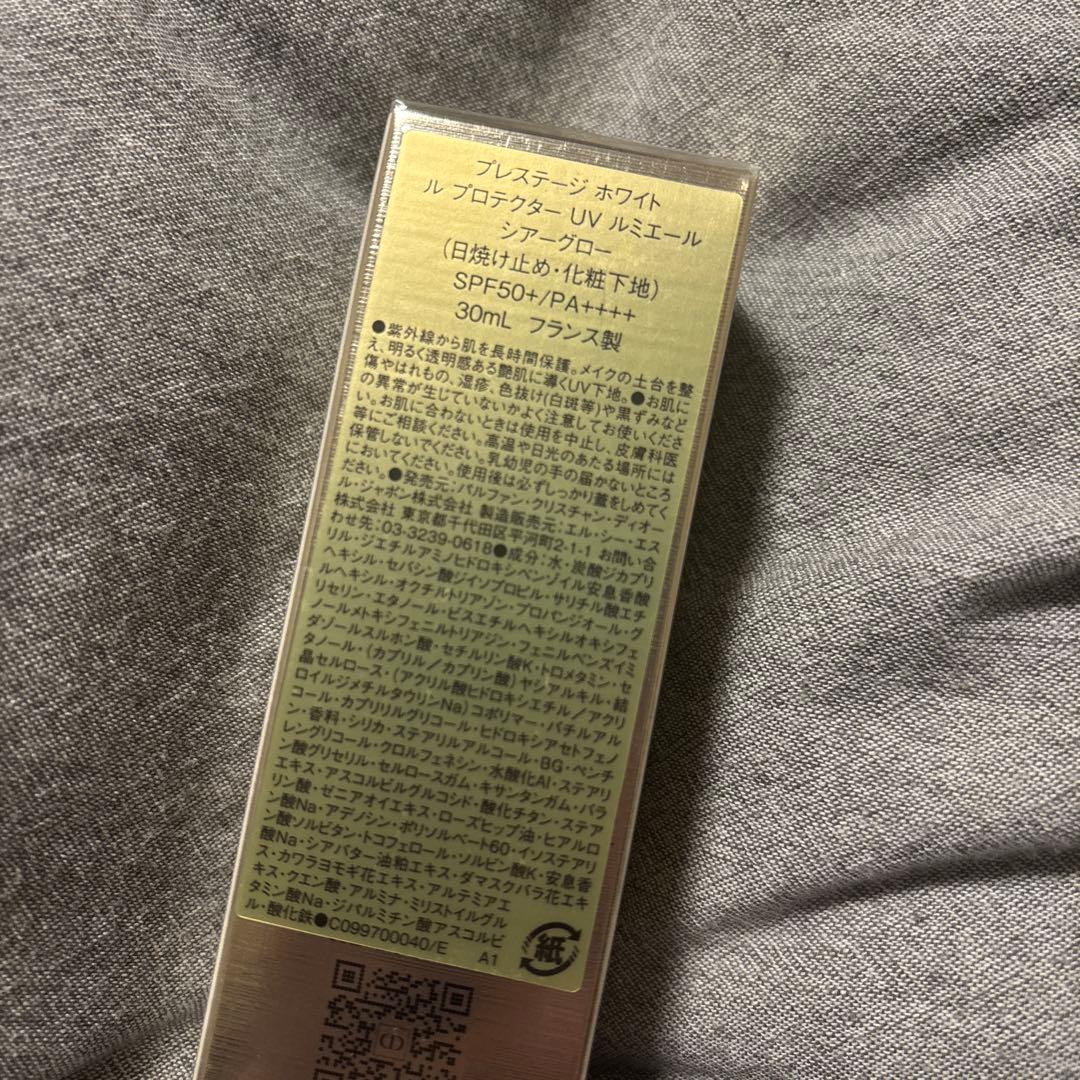 プレステージ ホワイト
ル プロテクター UV ルミエール
シアーグロー
(日焼け止め・化粧下地)
SPF50+/PA++++
30mL フランス製
●紫外線から肌を長時間保護。メイクの土台を整
え、明るく透明感ある艶肌に導くUV下地。●お肌に
傷やはれもの、湿疹、色抜け(白斑等)や黒ずみなど
の異常が生じていないかよく注意してお使いくださ
い。お肌に合わないときは使用を中止し、皮膚科医
等にご相談ください。高温や日光のあたる場所には
保管しないでください。乳幼児の手の届かないところ
においてください。使用後は必ずしっかり蓋をしめてく
ださい。●発売元:パルファン・クリスチャン・ディオー
ル・ジャポン株式会社 製造販売元:エル・シー・エス
株式会社 東京都千代田区平河町2-1-1 お問い合
わせ先:03-3239-0618●成分:水・炭酸ジカプリ
リル・ジエチルアミノヒドロキシベンゾイル安息香酸
ヘキシル・セバシン酸ジイソプロピル・サリチル酸エチ
ルヘキシル・オクチルトリアゾン・プロパンジオール・グ
リセリン・エタノール・ビスエチルヘキシルオキシフェ
ノールメトキシフェニルトリアジン・フェニルベンズイミ
ダゾールスルホン酸・セチルリン酸K・トロメタミン・セ
タノール・(カプリル/カプリン酸)ヤシアルキル・結
晶セルロース・(アクリル酸ヒドロキシエチル/アクリ
ロイルジメチルタウリンNa)コポリマー・バチルアル
コール・カプリリルグリコール・ヒドロキシアセトフェノ
ン・香料・シリカ・ステアリルアルコール・BG・ペンチ
レングリコール・クロルフェネシン・水酸化Al・ステアリ
ン酸グリセリル・セルロースガム・キサンタンガム・バラ
エキス・アスコルビルグルコシド・酸化チタン・ステア
リン酸・ゼニアオイエキス・ローズヒップ油・ヒアルロ
ン酸Na・アデノシン・ポリソルベート60・イソステアリ
ン酸ソルビタン・トコフェロール・ソルビン酸K・安息香
酸Na・シアバター油粕エキス・ダマスクバラ花エキ
ス・カワラヨモギ花エキス・アルテミアエ
キス・クエン酸・アルミナ・ミリストイルグル
タミン酸Na・ジパルミチン酸アスコルビ
ル・酸化鉄●C099700040/E A1
紙